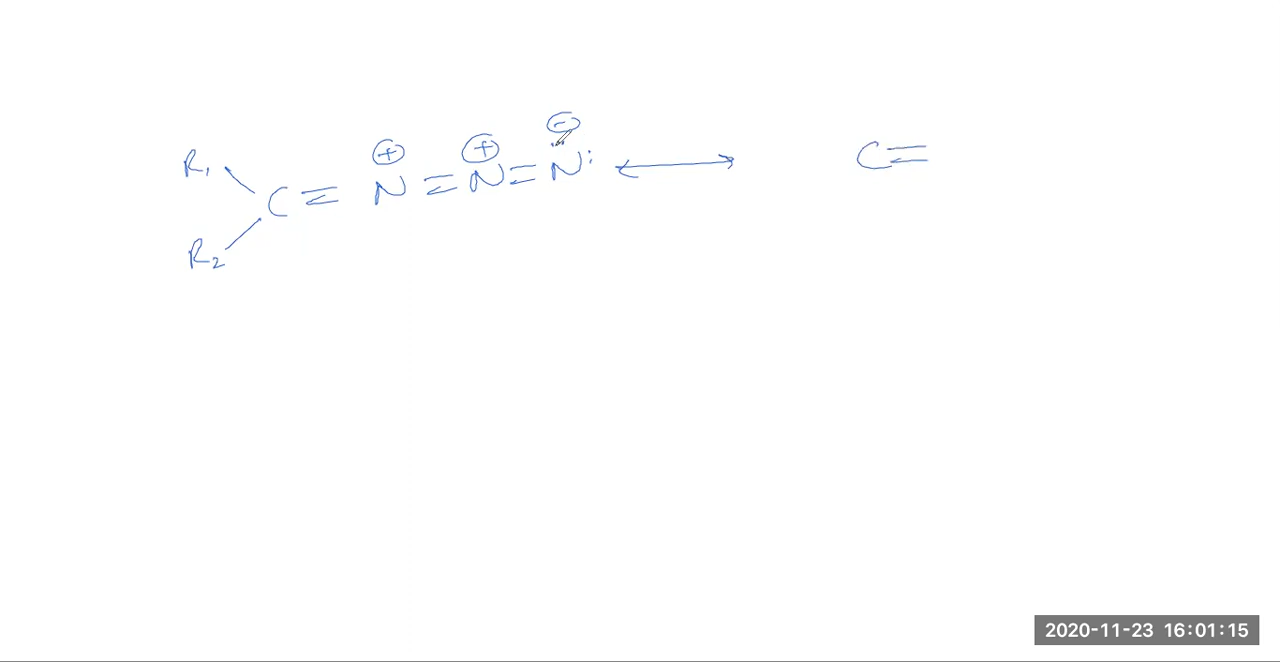 R₁
C = N⊕ = N⊕ = N̈:⊖ ⟷ C =
R₂
2020-11-23 16:01:15